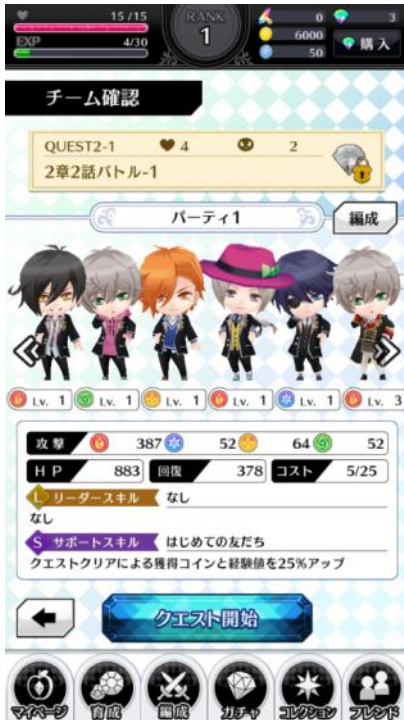 15/15
RANK
1
0
3
EXP
4/30
6000
50
購入
チーム確認
QUEST2-1
4
2
2章2話バトル-1
パーティ1
編成
Lv. 1
Lv. 1
Lv. 1
Lv. 1
Lv. 1
Lv. 3
攻撃 387 52 64 52
HP 883 回復 378 コスト 5/25
L リーダースキル なし
なし
S サポートスキル はじめての友だち
クエストクリアによる獲得コインと経験値を25%アップ
クエスト開始
マイページ
育成
編成
ガチャ
コレクション
フレンド